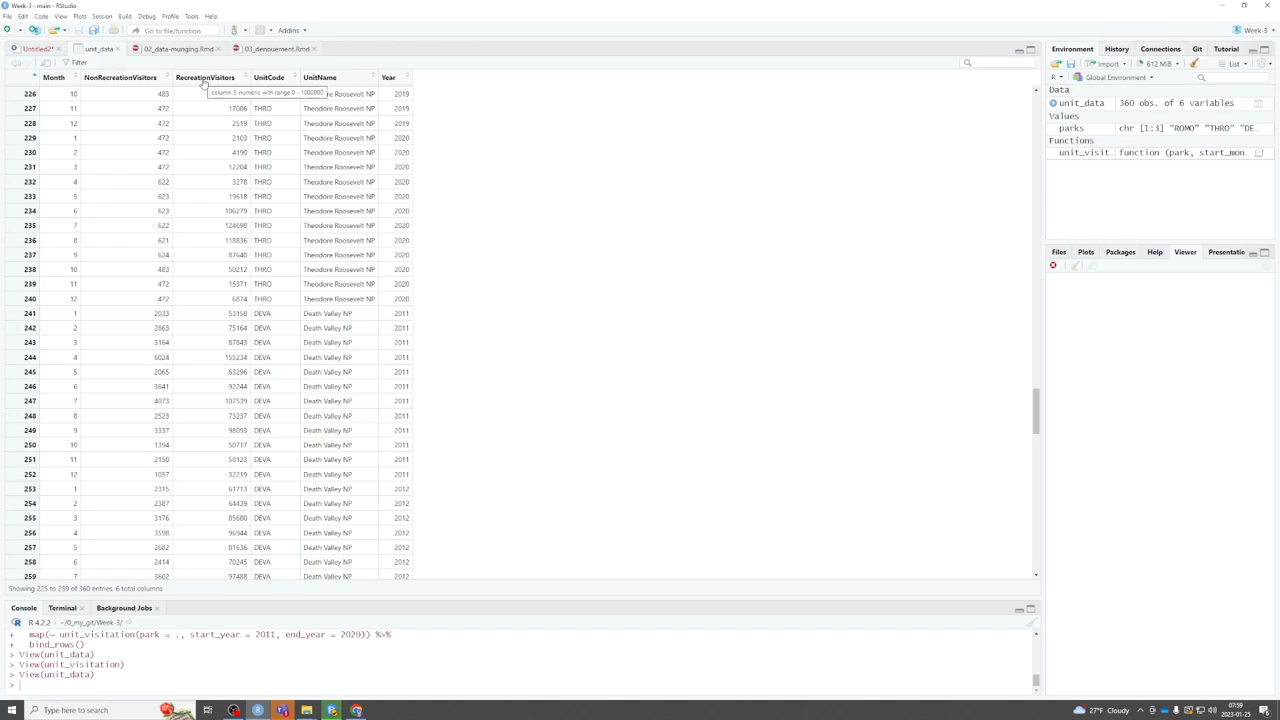 Week-3 - main - RStudio
File Edit Code View Plots Session Build Debug Profile Tools Help
Go to file/function Addins Week-3
Untitled2* unit_data 02_data-munging.Rmd 03_denouement.Rmd
Filter
Month NonRecreationVisitors RecreationVisitors UnitCode UnitName Year
column 3: numeric with range 0 - 1000000
226 10 483 re Roosevelt NP 2019
227 11 472 17086 THRO Theodore Roosevelt NP 2019
228 12 472 2519 THRO Theodore Roosevelt NP 2019
229 1 472 2103 THRO Theodore Roosevelt NP 2020
230 2 472 4190 THRO Theodore Roosevelt NP 2020
231 3 472 12204 THRO Theodore Roosevelt NP 2020
232 4 622 3278 THRO Theodore Roosevelt NP 2020
233 5 623 19618 THRO Theodore Roosevelt NP 2020
234 6 623 106279 THRO Theodore Roosevelt NP 2020
235 7 622 124698 THRO Theodore Roosevelt NP 2020
236 8 621 118836 THRO Theodore Roosevelt NP 2020
237 9 624 87640 THRO Theodore Roosevelt NP 2020
238 10 483 50212 THRO Theodore Roosevelt NP 2020
239 11 472 15371 THRO Theodore Roosevelt NP 2020
240 12 472 6874 THRO Theodore Roosevelt NP 2020
241 1 2033 53158 DEVA Death Valley NP 2011
242 2 2863 75164 DEVA Death Valley NP 2011
243 3 3164 87843 DEVA Death Valley NP 2011
244 4 6024 155234 DEVA Death Valley NP 2011
245 5 2065 63296 DEVA Death Valley NP 2011
246 6 3641 92244 DEVA Death Valley NP 2011
247 7 4073 107539 DEVA Death Valley NP 2011
248 8 2523 73237 DEVA Death Valley NP 2011
249 9 3337 98093 DEVA Death Valley NP 2011
250 10 1394 50717 DEVA Death Valley NP 2011
251 11 2150 58123 DEVA Death Valley NP 2011
252 12 1057 32219 DEVA Death Valley NP 2011
253 1 2315 61713 DEVA Death Valley NP 2012
254 2 2387 64439 DEVA Death Valley NP 2012
255 3 3176 85680 DEVA Death Valley NP 2012
256 4 3598 96944 DEVA Death Valley NP 2012
257 5 2682 81636 DEVA Death Valley NP 2012
258 6 2414 70245 DEVA Death Valley NP 2012
259 7 3602 97488 DEVA Death Valley NP 2012
Showing 225 to 259 of 360 entries, 6 total columns
Console Terminal Background Jobs
R 4.2.2 · ~/0_my_git/Week-3/
+ map(~ unit_visitation(park = ., start_year = 2011, end_year = 2020)) %>%
+ bind_rows()
> View(unit_data)
> View(unit_visitation)
> View(unit_data)
>
Environment History Connections Git Tutorial
Import 612 MiB List
R Global Environment
Data
unit_data 360 obs. of 6 variables
Values
parks chr [1:3] "ROMO" "THRO" "DE…
Functions
unit_visit… function (park, start_mon…
Files Plots Packages Help Viewer Presentatio
Type here to search 27°F Cloudy 07:59
2023-01-25